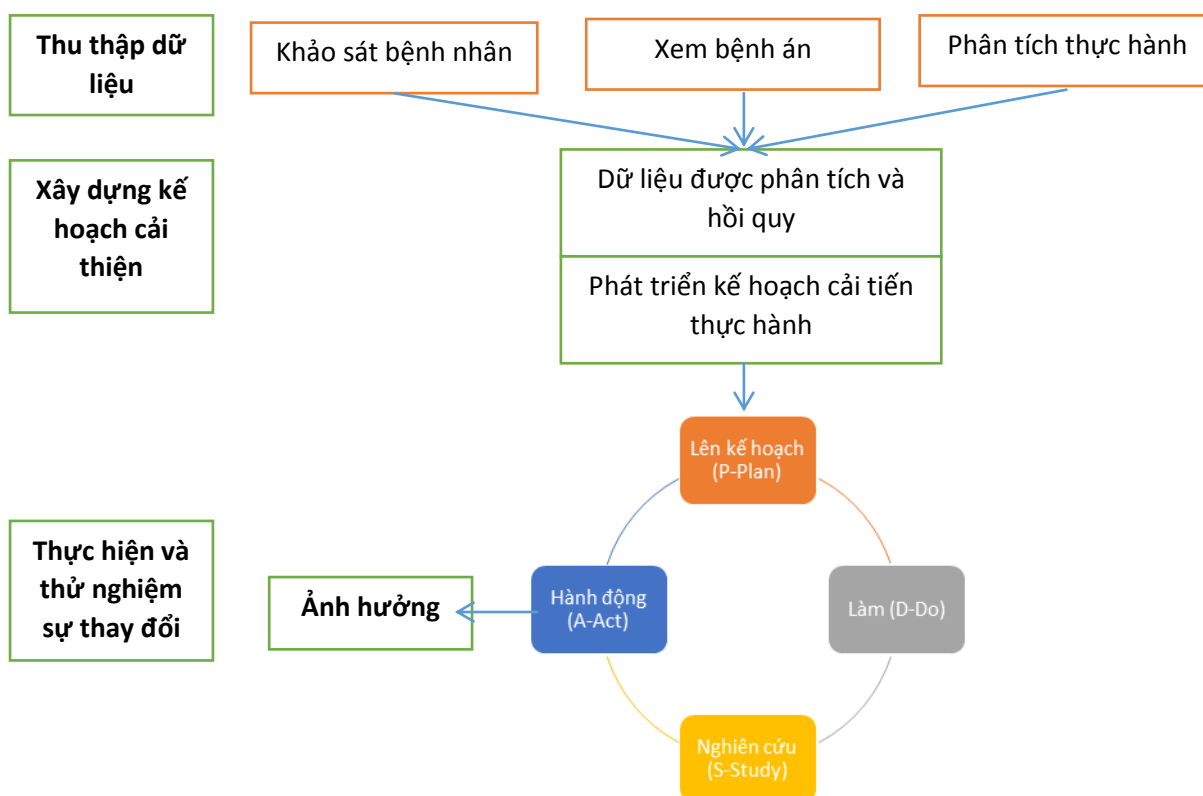 Thu thập dữ
liệu
Khảo sát bệnh nhân
Xem bệnh án
Phân tích thực hành
Xây dựng kế
hoạch cải
thiện
Dữ liệu được phân tích và
hồi quy
Phát triển kế hoạch cải tiến
thực hành
Lên kế hoạch
(P-Plan)
Thực hiện và
thử nghiệm
sự thay đổi
Ảnh hưởng
Hành động
(A-Act)
Làm (D-Do)
Nghiên cứu
(S-Study)